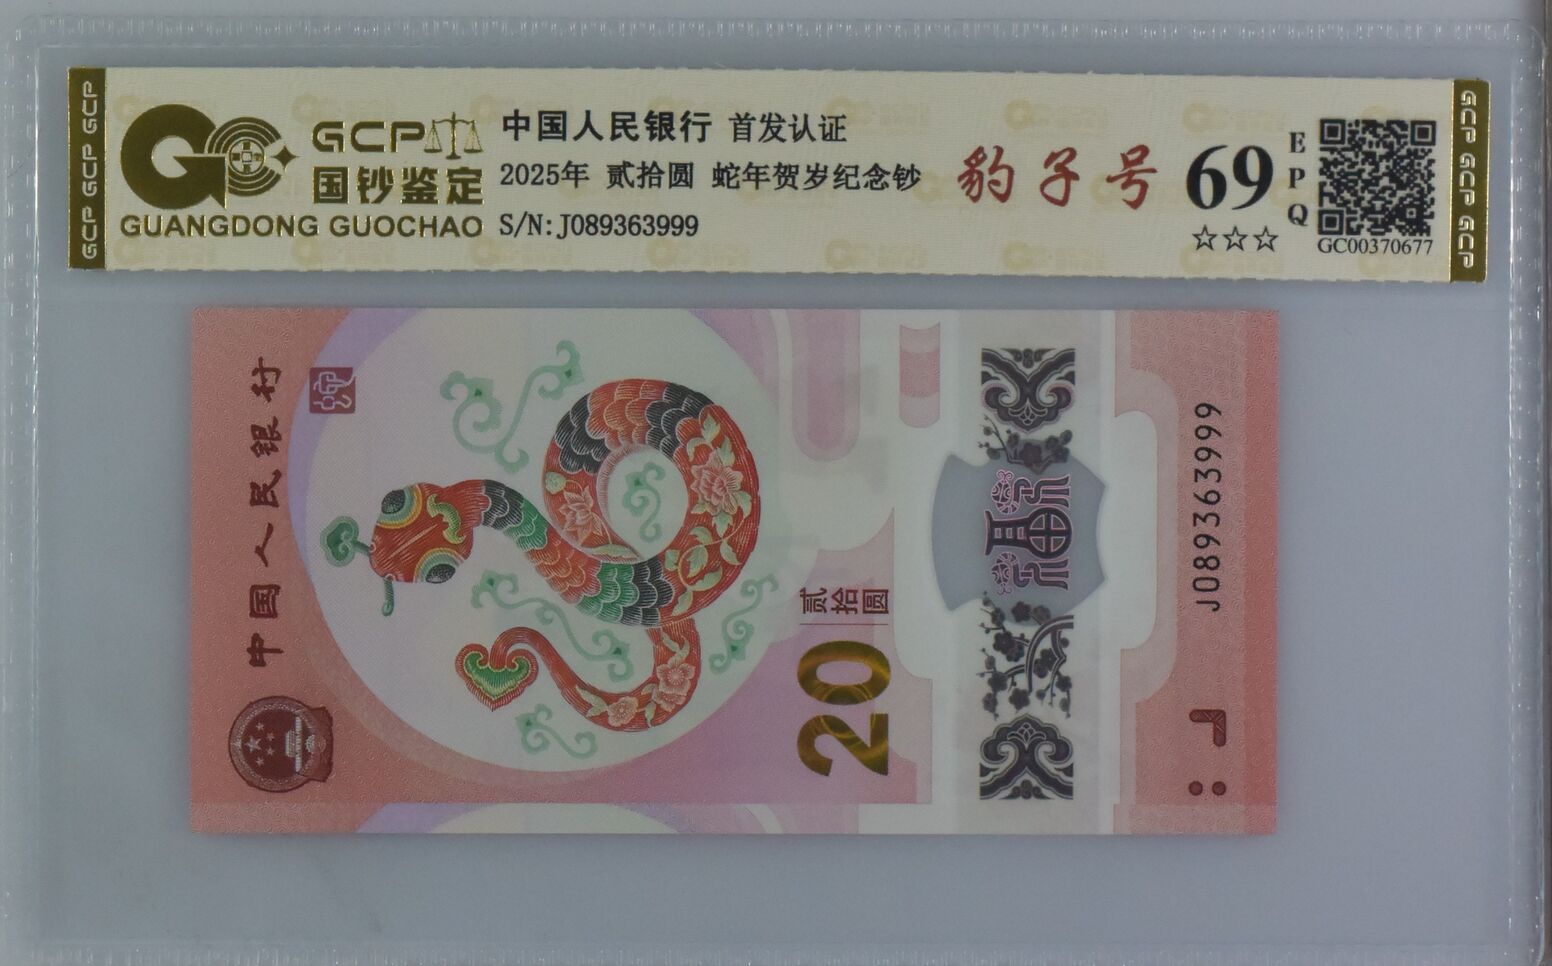 GCP GCP GCP
GCP
国钞鉴定
GUANGDONG GUOCHAO
中国人民银行 首发认证
2025年 贰拾圆 蛇年贺岁纪念钞
S/N: J089363999
豹子号
69
EPQ
☆☆☆
GC00370677
GCP GCP GCP
中国人民银行
贰拾圆
20
福
J089363999